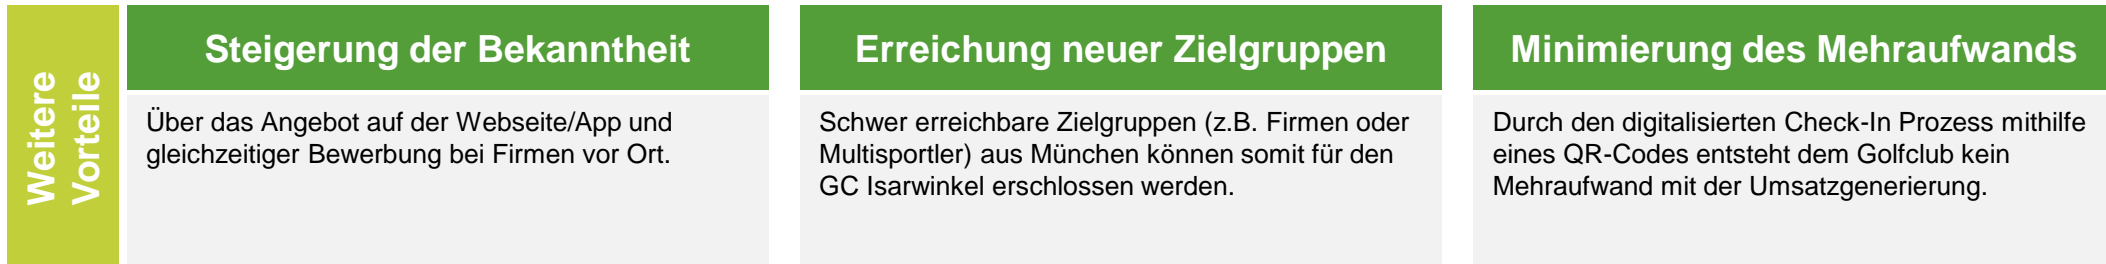 Weitere
Vorteile
Steigerung der Bekanntheit
Über das Angebot auf der Webseite/App und
gleichzeitiger Bewerbung bei Firmen vor Ort.
Erreichung neuer Zielgruppen
Schwer erreichbare Zielgruppen (z.B. Firmen oder
Multisportler) aus München können somit für den
GC Isarwinkel erschlossen werden.
Minimierung des Mehraufwands
Durch den digitalisierten Check-In Prozess mithilfe
eines QR-Codes entsteht dem Golfclub kein
Mehraufwand mit der Umsatzgenerierung.